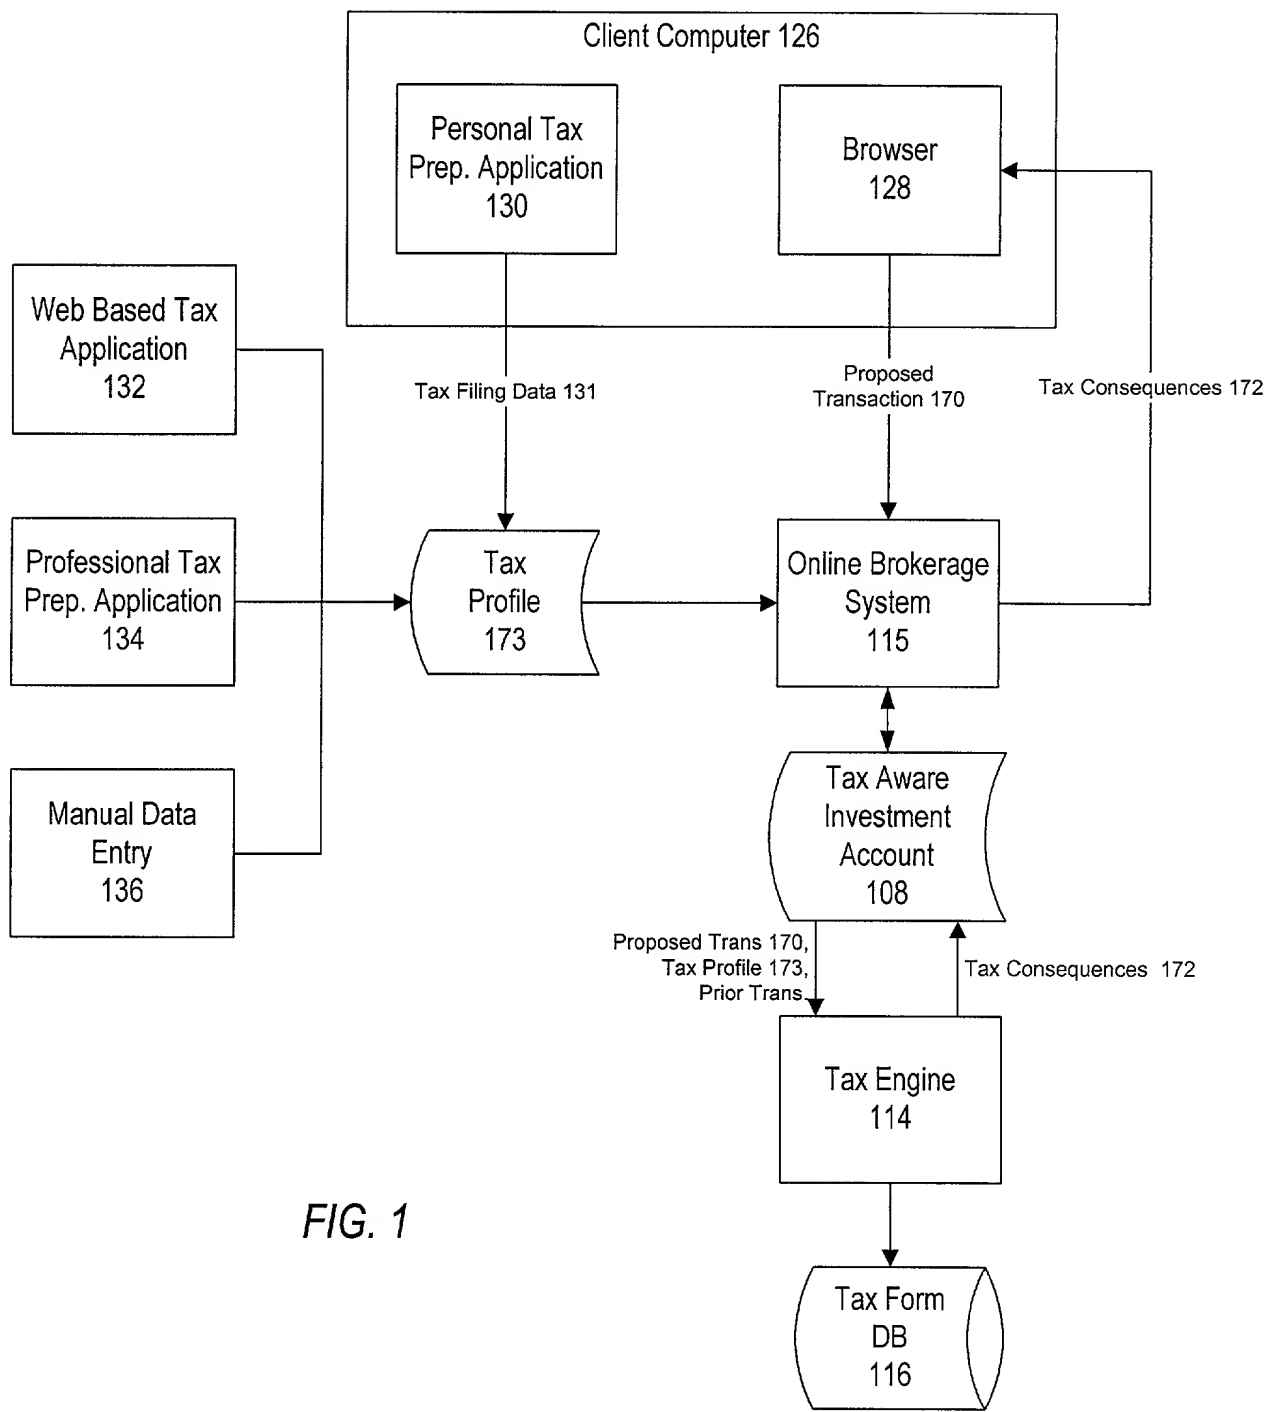 Client Computer 126
Personal Tax
Prep. Application
130
Browser
128
Web Based Tax
Application
132
Tax Filing Data 131
Proposed
Transaction 170
Tax Consequences 172
Professional Tax
Prep. Application
134
Tax
Profile
173
Online Brokerage
System
115
Manual Data
Entry
136
Tax Aware
Investment
Account
108
Proposed Trans 170,
Tax Profile 173,
Prior Trans
Tax Consequences 172
Tax Engine
114
FIG. 1
Tax Form
DB
116